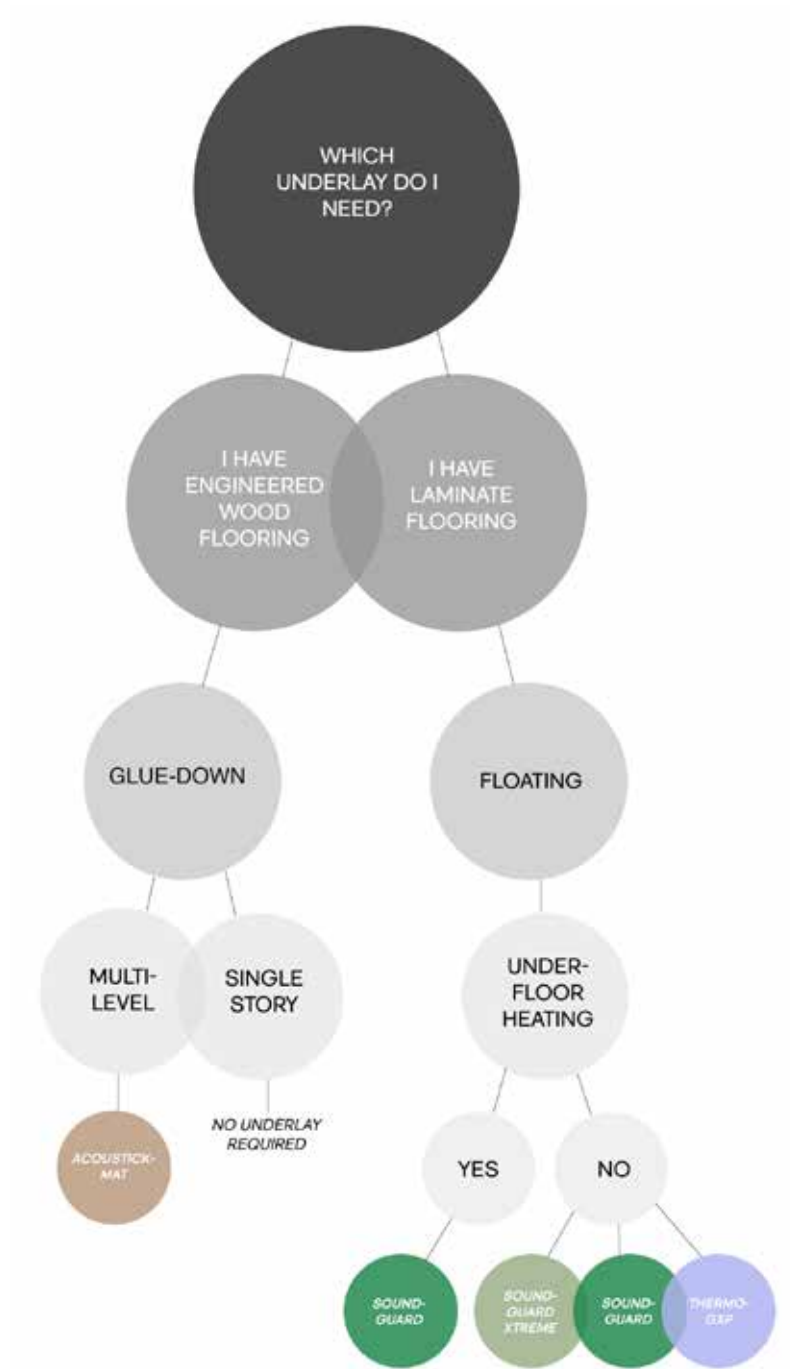 WHICH
UNDERLAY DO I
NEED?
I HAVE
ENGINEERED
WOOD
FLOORING
I HAVE
LAMINATE
FLOORING
GLUE-DOWN
FLOATING
MULTI-
LEVEL
SINGLE
STORY
UNDER-
FLOOR
HEATING
ACOUSTICK-
MAT
NO UNDERLAY
REQUIRED
YES
NO
SOUND-
GUARD
SOUND-
GUARD
XTREME
SOUND-
GUARD
THERMO-
GXP